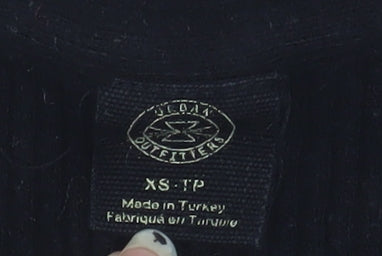 URBAN
OUTFITTERS
XS · TP
Made in Turkey
Fabriqué en Turquie